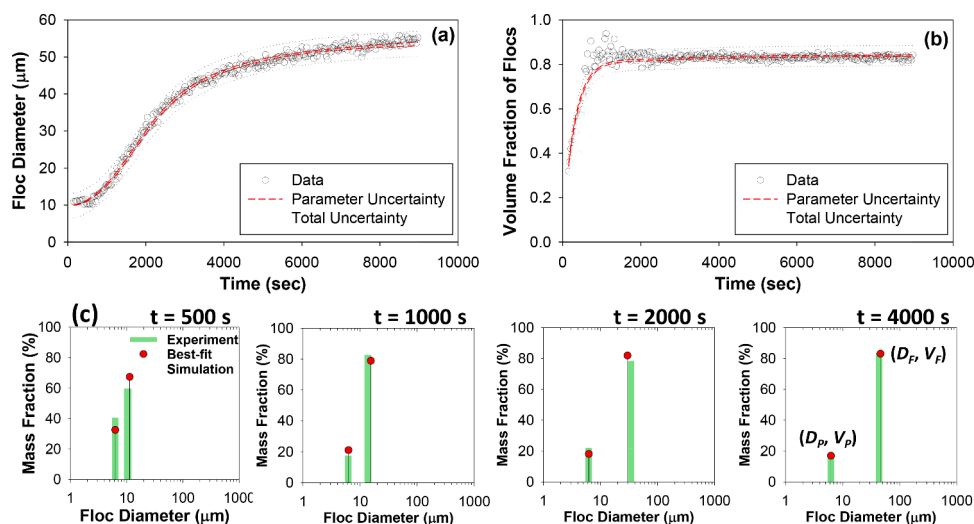 60
50
40
30
20
10
0
Floc Diameter (μm)
(a)
Data
Parameter Uncertainty
Total Uncertainty
0 2000 4000 6000 8000 10000
Time (sec)
1.0
0.8
0.6
0.4
0.2
0.0
Volume Fraction of Flocs
(b)
Data
Parameter Uncertainty
Total Uncertainty
0 2000 4000 6000 8000 10000
Time (sec)
(c)
t = 500 s
100
80
60
40
20
0
Mass Fraction (%)
Experiment
Best-fit
Simulation
1 10 100 1000
Floc Diameter (μm)
t = 1000 s
100
80
60
40
20
0
Mass Fraction (%)
1 10 100 1000
Floc Diameter (μm)
t = 2000 s
100
80
60
40
20
0
Mass Fraction (%)
1 10 100 1000
Floc Diameter (μm)
t = 4000 s
100
80
60
40
20
0
Mass Fraction (%)
(DF, VF)
(DP, VP)
1 10 100 1000
Floc Diameter (μm)